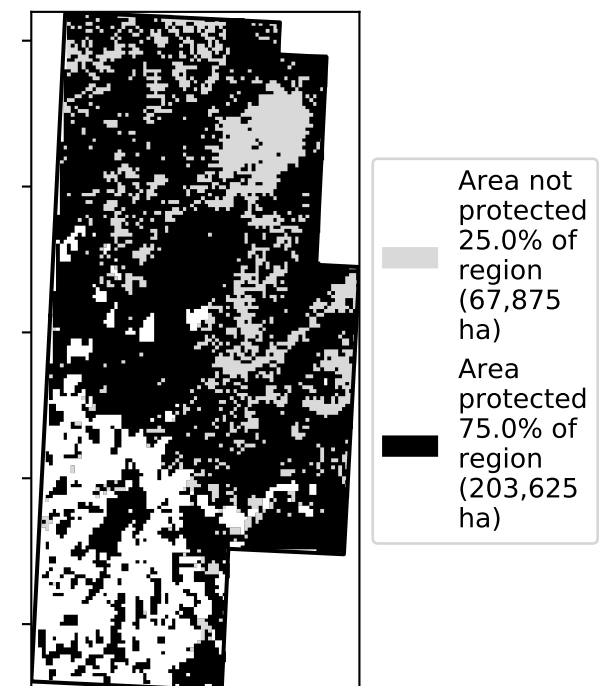 Area not
protected
25.0% of
region
(67,875
ha)
Area
protected
75.0% of
region
(203,625
ha)